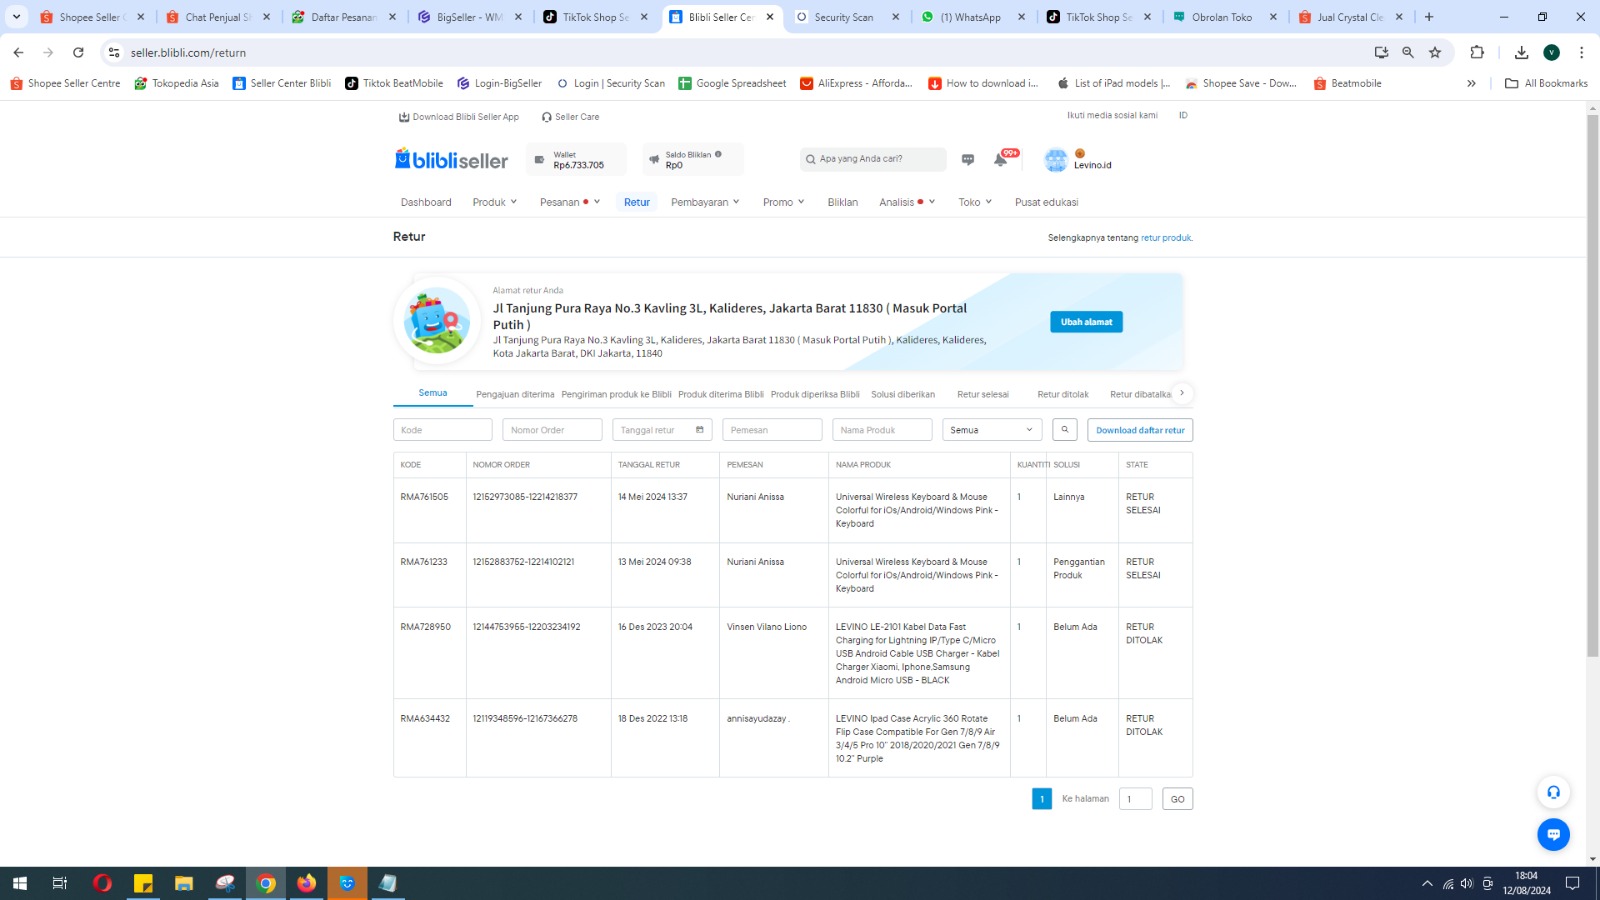 Shopee Seller C
Chat Penjual Sh
Daftar Pesanan
BigSeller - WM
TikTok Shop Se
Blibli Seller Cen
Security Scan
(1) WhatsApp
TikTok Shop Se
Obrolan Toko
Jual Crystal Cle
seller.blibli.com/return
V
Shopee Seller Centre
Tokopedia Asia
Seller Center Blibli
Tiktok BeatMobile
Login-BigSeller
Login | Security Scan
Google Spreadsheet
AliExpress - Afforda...
How to download i...
List of iPad models |...
Shopee Save - Dow...
Beatmobile
»
All Bookmarks
Download Blibli Seller App
Seller Care
Ikuti media sosial kami
ID
blibli seller
Wallet
Rp6.733.705
Saldo Bliklan
Rp0
Apa yang Anda cari?
99+
Levino.id
Dashboard
Produk
Pesanan
Retur
Pembayaran
Promo
Bliklan
Analisis
Toko
Pusat edukasi
Retur
Selengkapnya tentang retur produk.
Alamat retur Anda
Jl Tanjung Pura Raya No.3 Kavling 3L, Kalideres, Jakarta Barat 11830 ( Masuk Portal
Putih )
Jl Tanjung Pura Raya No.3 Kavling 3L, Kalideres, Jakarta Barat 11830 ( Masuk Portal Putih ), Kalideres, Kalideres,
Kota Jakarta Barat, DKI Jakarta, 11840
Ubah alamat
Semua
Pengajuan diterima
Pengiriman produk ke Blibli
Produk diterima Blibli
Produk diperiksa Blibli
Solusi diberikan
Retur selesai
Retur ditolak
Retur dibatalka
Kode
Nomor Order
Tanggal retur
Pemesan
Nama Produk
Semua
Download daftar retur
KODE
NOMOR ORDER
TANGGAL RETUR
PEMESAN
NAMA PRODUK
KUANTITI
SOLUSI
STATE
RMA761505
12152973085-12214218377
14 Mei 2024 13:37
Nuriani Anissa
Universal Wireless Keyboard & Mouse
Colorful for iOs/Android/Windows Pink -
Keyboard
1
Lainnya
RETUR
SELESAI
RMA761233
12152883752-12214102121
13 Mei 2024 09:38
Nuriani Anissa
Universal Wireless Keyboard & Mouse
Colorful for iOs/Android/Windows Pink -
Keyboard
1
Penggantian
Produk
RETUR
SELESAI
RMA728950
12144753955-12203234192
16 Des 2023 20:04
Vinsen Vilano Liono
LEVINO LE-2101 Kabel Data Fast
Charging for Lightning IP/Type C/Micro
USB Android Cable USB Charger - Kabel
Charger Xiaomi, Iphone,Samsung
Android Micro USB - BLACK
1
Belum Ada
RETUR
DITOLAK
RMA634432
12119348596-12167366278
18 Des 2022 13:18
annisayudazay .
LEVINO Ipad Case Acrylic 360 Rotate
Flip Case Compatible For Gen 7/8/9 Air
3/4/5 Pro 10" 2018/2020/2021 Gen 7/8/9
10.2" Purple
1
Belum Ada
RETUR
DITOLAK
1
Ke halaman
1
GO
18:04
12/08/2024